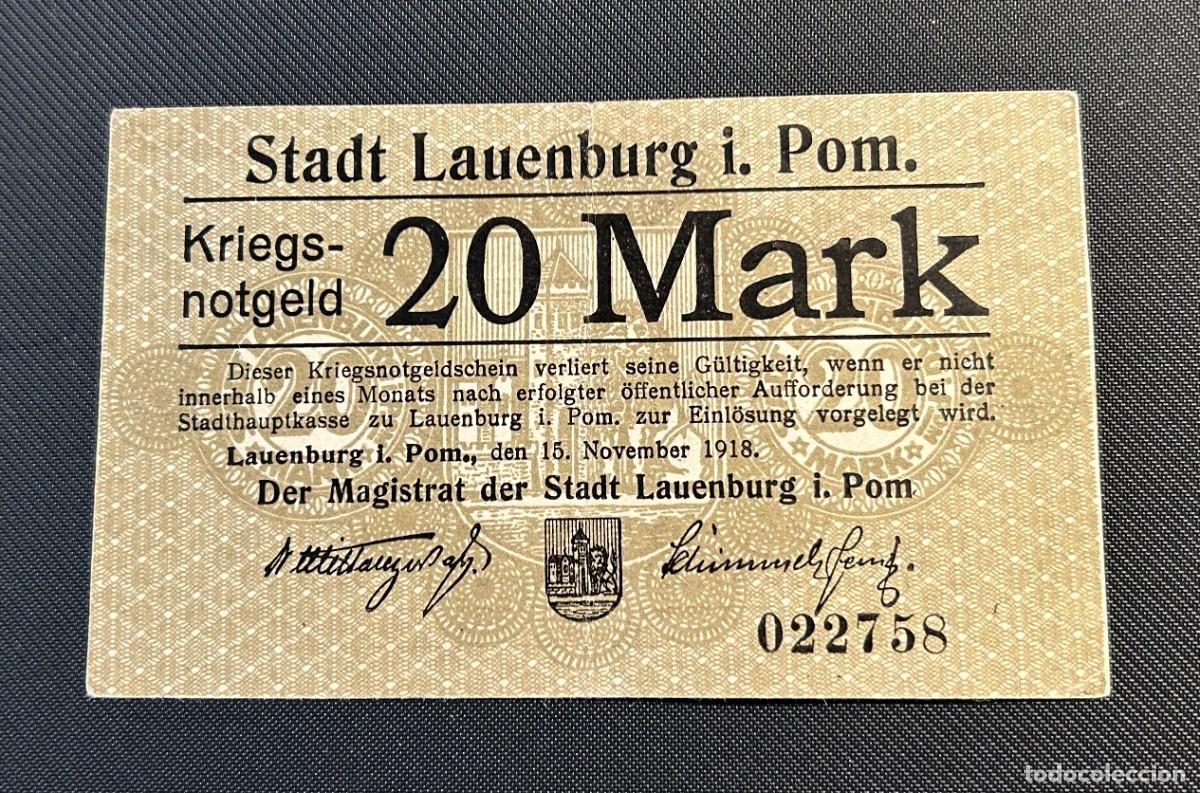 Stadt Lauenburg i. Pom.
Kriegs-
notgeld
20 Mark
Dieser Kriegsnotgeldschein verliert seine Gültigkeit, wenn er nicht
innerhalb eines Monats nach erfolgter öffentlicher Aufforderung bei der
Stadthauptkasse zu Lauenburg i. Pom. zur Einlösung vorgelegt wird.
Lauenburg i. Pom., den 15. November 1918.
Der Magistrat der Stadt Lauenburg i. Pom
022758
todocoleccion